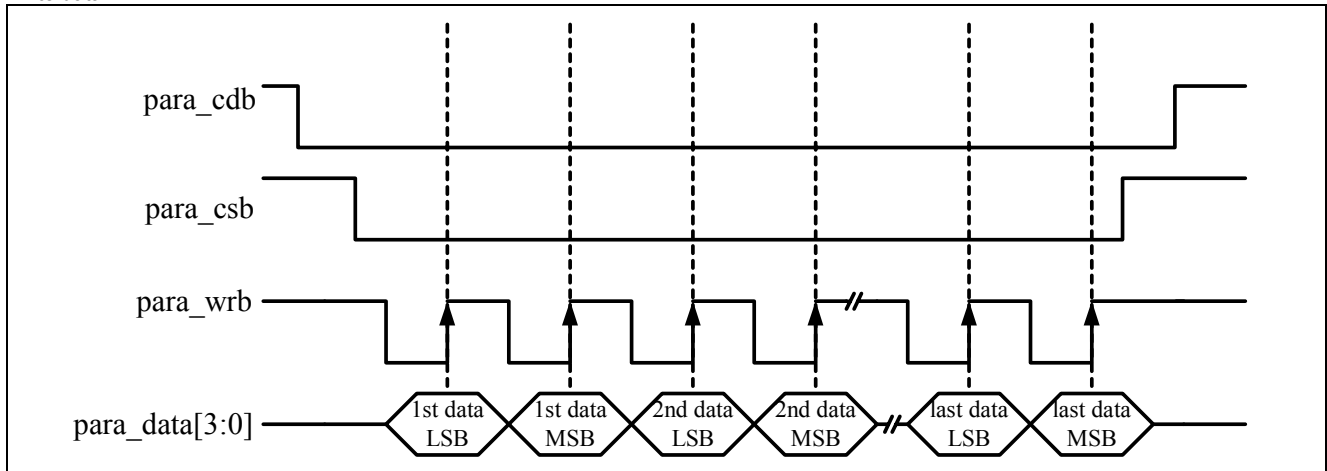 para_cdb
para_csb
para_wrb
para_data[3:0]
1st data
LSB
1st data
MSB
2nd data
LSB
2nd data
MSB
last data
LSB
last data
MSB